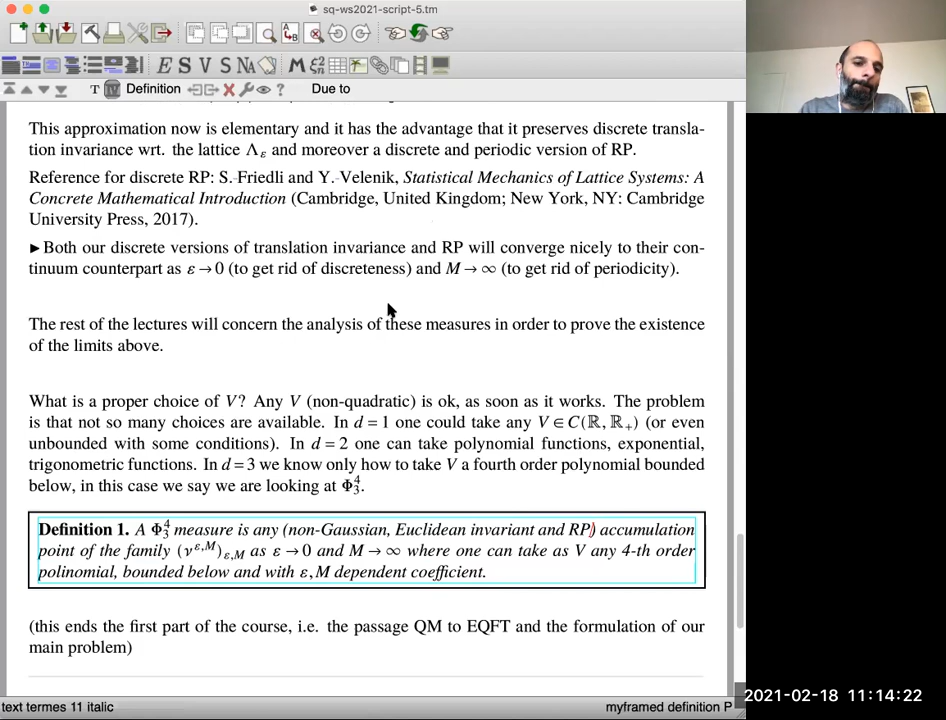 sq-ws2021-script-5.tm
Definition
Due to
This approximation now is elementary and it has the advantage that it preserves discrete transla-
tion invariance wrt. the lattice Λε and moreover a discrete and periodic version of RP.
Reference for discrete RP: S. Friedli and Y. Velenik, Statistical Mechanics of Lattice Systems: A
Concrete Mathematical Introduction (Cambridge, United Kingdom; New York, NY: Cambridge
University Press, 2017).
▶Both our discrete versions of translation invariance and RP will converge nicely to their con-
tinuum counterpart as ε→0 (to get rid of discreteness) and M→∞ (to get rid of periodicity).
The rest of the lectures will concern the analysis of these measures in order to prove the existence
of the limits above.
What is a proper choice of V? Any V (non-quadratic) is ok, as soon as it works. The problem
is that not so many choices are available. In d=1 one could take any V∈C(ℝ,ℝ₊) (or even
unbounded with some conditions). In d=2 one can take polynomial functions, exponential,
trigonometric functions. In d=3 we know only how to take V a fourth order polynomial bounded
below, in this case we say we are looking at Φ⁴₃.
Definition 1. A Φ⁴₃ measure is any (non-Gaussian, Euclidean invariant and RP) accumulation
point of the family (ν^{ε,M})_{ε,M} as ε→0 and M→∞ where one can take as V any 4-th order
polinomial, bounded below and with ε,M dependent coefficient.
(this ends the first part of the course, i.e. the passage QM to EQFT and the formulation of our
main problem)
text termes 11 italic
myframed definition P
2021-02-18 11:14:22